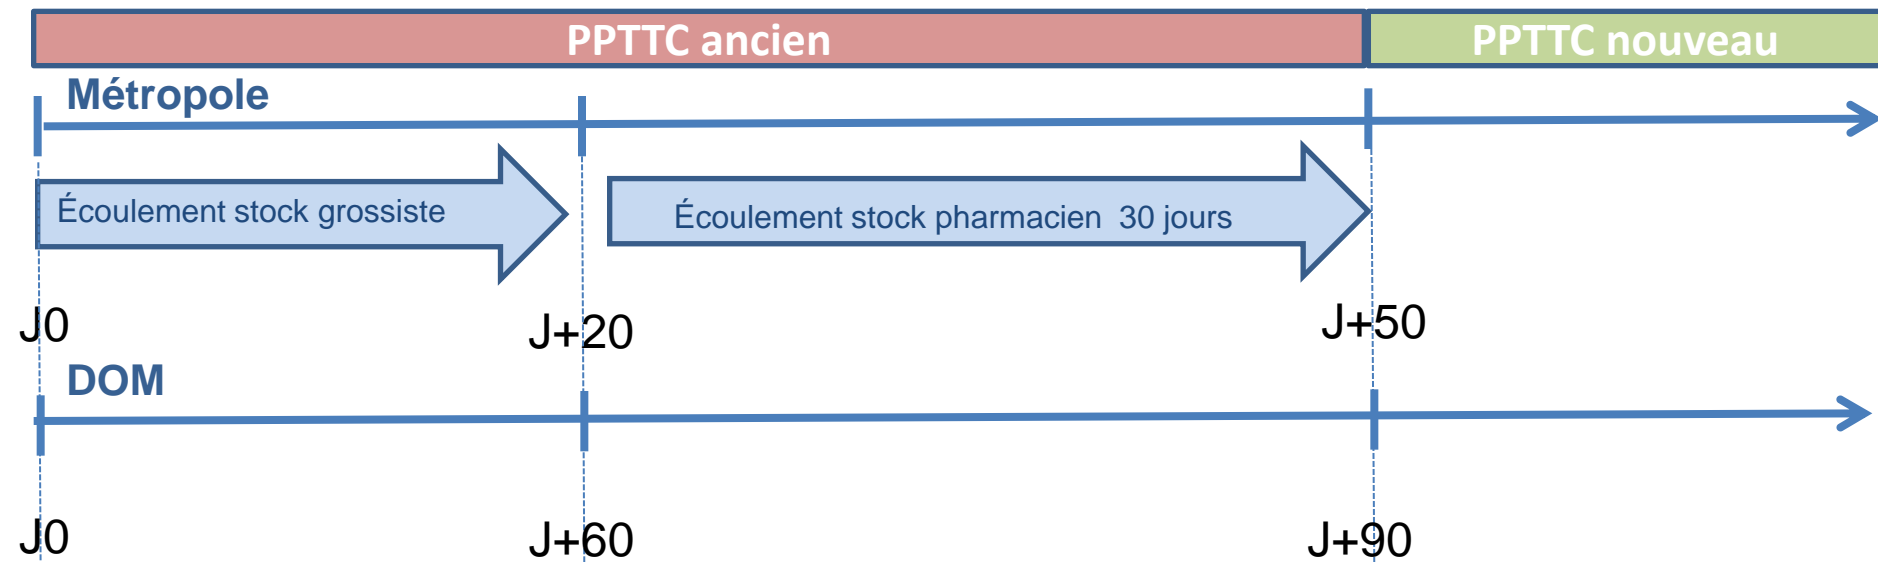 PPTTC ancien
PPTTC nouveau
Métropole
Écoulement stock grossiste
Écoulement stock pharmacien 30 jours
J0
J+20
J+50
DOM
J0
J+60
J+90